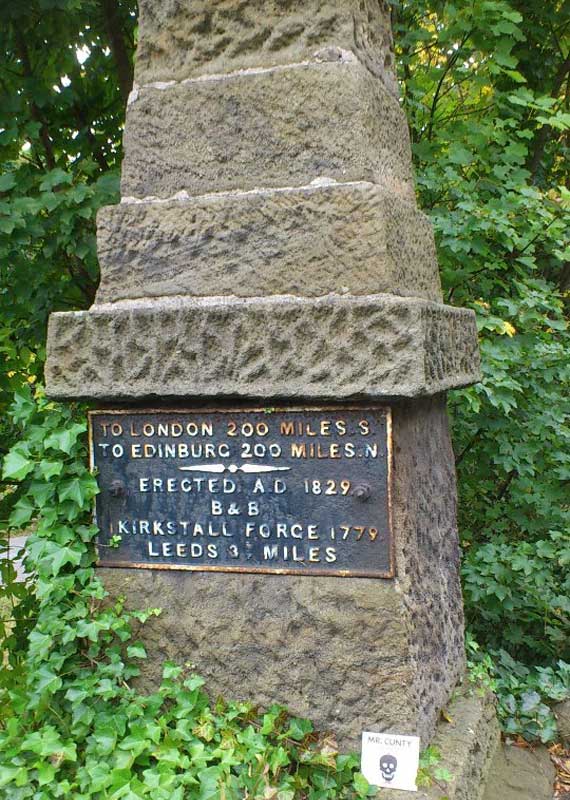 TO LONDON 200 MILES.S.
TO EDINBURG 200 MILES.N.
ERECTED. A.D 1829.
B & B
KIRKSTALL FORGE 1779
LEEDS 3 MILES
MR. CUNTY